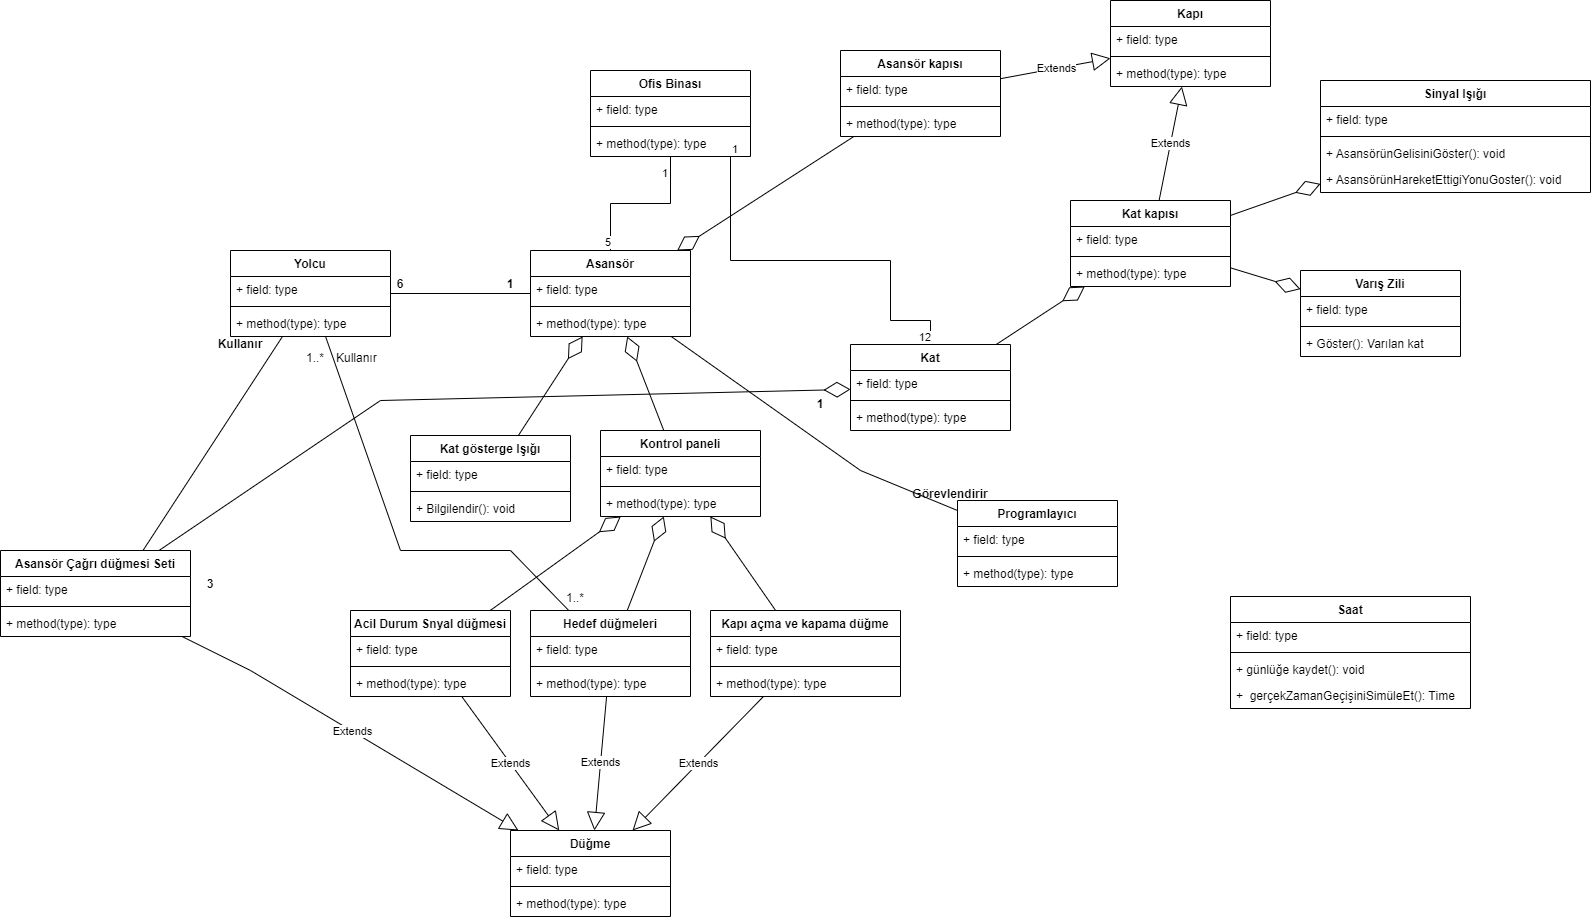 Kapı
+ field: type
+ method(type): type
Asansör kapısı
+ field: type
+ method(type): type
Extends
Ofis Binası
+ field: type
+ method(type): type
1
1
Sinyal Işığı
+ field: type
+ AsansörünGelisiniGöster(): void
+ AsansörünHareketEttigiYonuGoster(): void
Extends
Kat kapısı
+ field: type
+ method(type): type
5
Yolcu
+ field: type
+ method(type): type
6
1
Asansör
+ field: type
+ method(type): type
Varış Zili
+ field: type
+ Göster(): Varılan kat
Kullanır
1..*
Kullanır
12
Kat
+ field: type
+ method(type): type
1
Kat gösterge Işığı
+ field: type
+ Bilgilendir(): void
Kontrol paneli
+ field: type
+ method(type): type
Görevlendirir
Programlayıcı
+ field: type
+ method(type): type
Asansör Çağrı düğmesi Seti
+ field: type
+ method(type): type
3
1..*
Acil Durum Snyal düğmesi
+ field: type
+ method(type): type
Hedef düğmeleri
+ field: type
+ method(type): type
Kapı açma ve kapama düğme
+ field: type
+ method(type): type
Saat
+ field: type
+ günlüğe kaydet(): void
+ gerçekZamanGeçişiniSimüleEt(): Time
Extends
Extends
Extends
Extends
Düğme
+ field: type
+ method(type): type